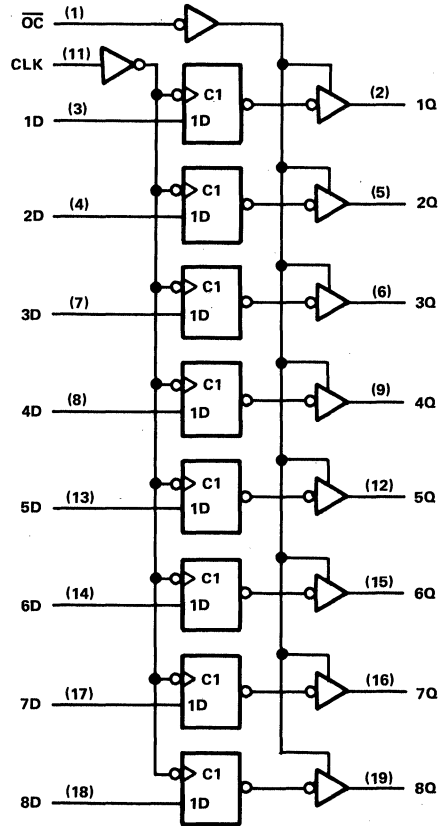 OC (1)
CLK (11)
C1 (2)
1D (3) 1D 1Q
C1 (5)
2D (4) 1D 2Q
C1 (6)
3D (7) 1D 3Q
C1 (9)
4D (8) 1D 4Q
C1 (12)
5D (13) 1D 5Q
C1 (15)
6D (14) 1D 6Q
C1 (16)
7D (17) 1D 7Q
C1 (19)
8D (18) 1D 8Q